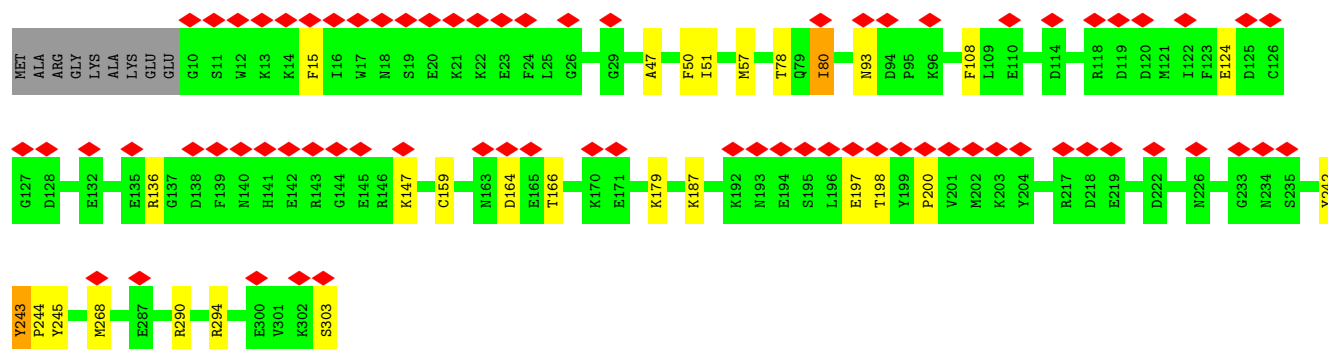 MET ALA ARG GLY LYS ALA LYS GLU GLU G10 S11 W12 K13 K14 F15 I16 W17 N18 S19 E20 K21 K22 E23 F24 L25 G26 G29 A47 F50 I51 M57 T78 Q79 I80 N93 D94 P95 K96 F108 L109 E110 D114 R118 D119 D120 M121 I122 F123 E124 D125 C126
G127 D128 E132 E135 R136 G137 D138 F139 N140 H141 E142 R143 G144 E145 R146 K147 C159 N163 D164 E165 T166 K170 E171 K179 K187 K192 N193 E194 S195 L196 E197 T198 Y199 P200 V201 M202 K203 Y204 R217 D218 E219 D222 N226 G233 N234 S235
Y243 P244 Y245 M268 E287 R290 R294 E300 V301 K302 S303